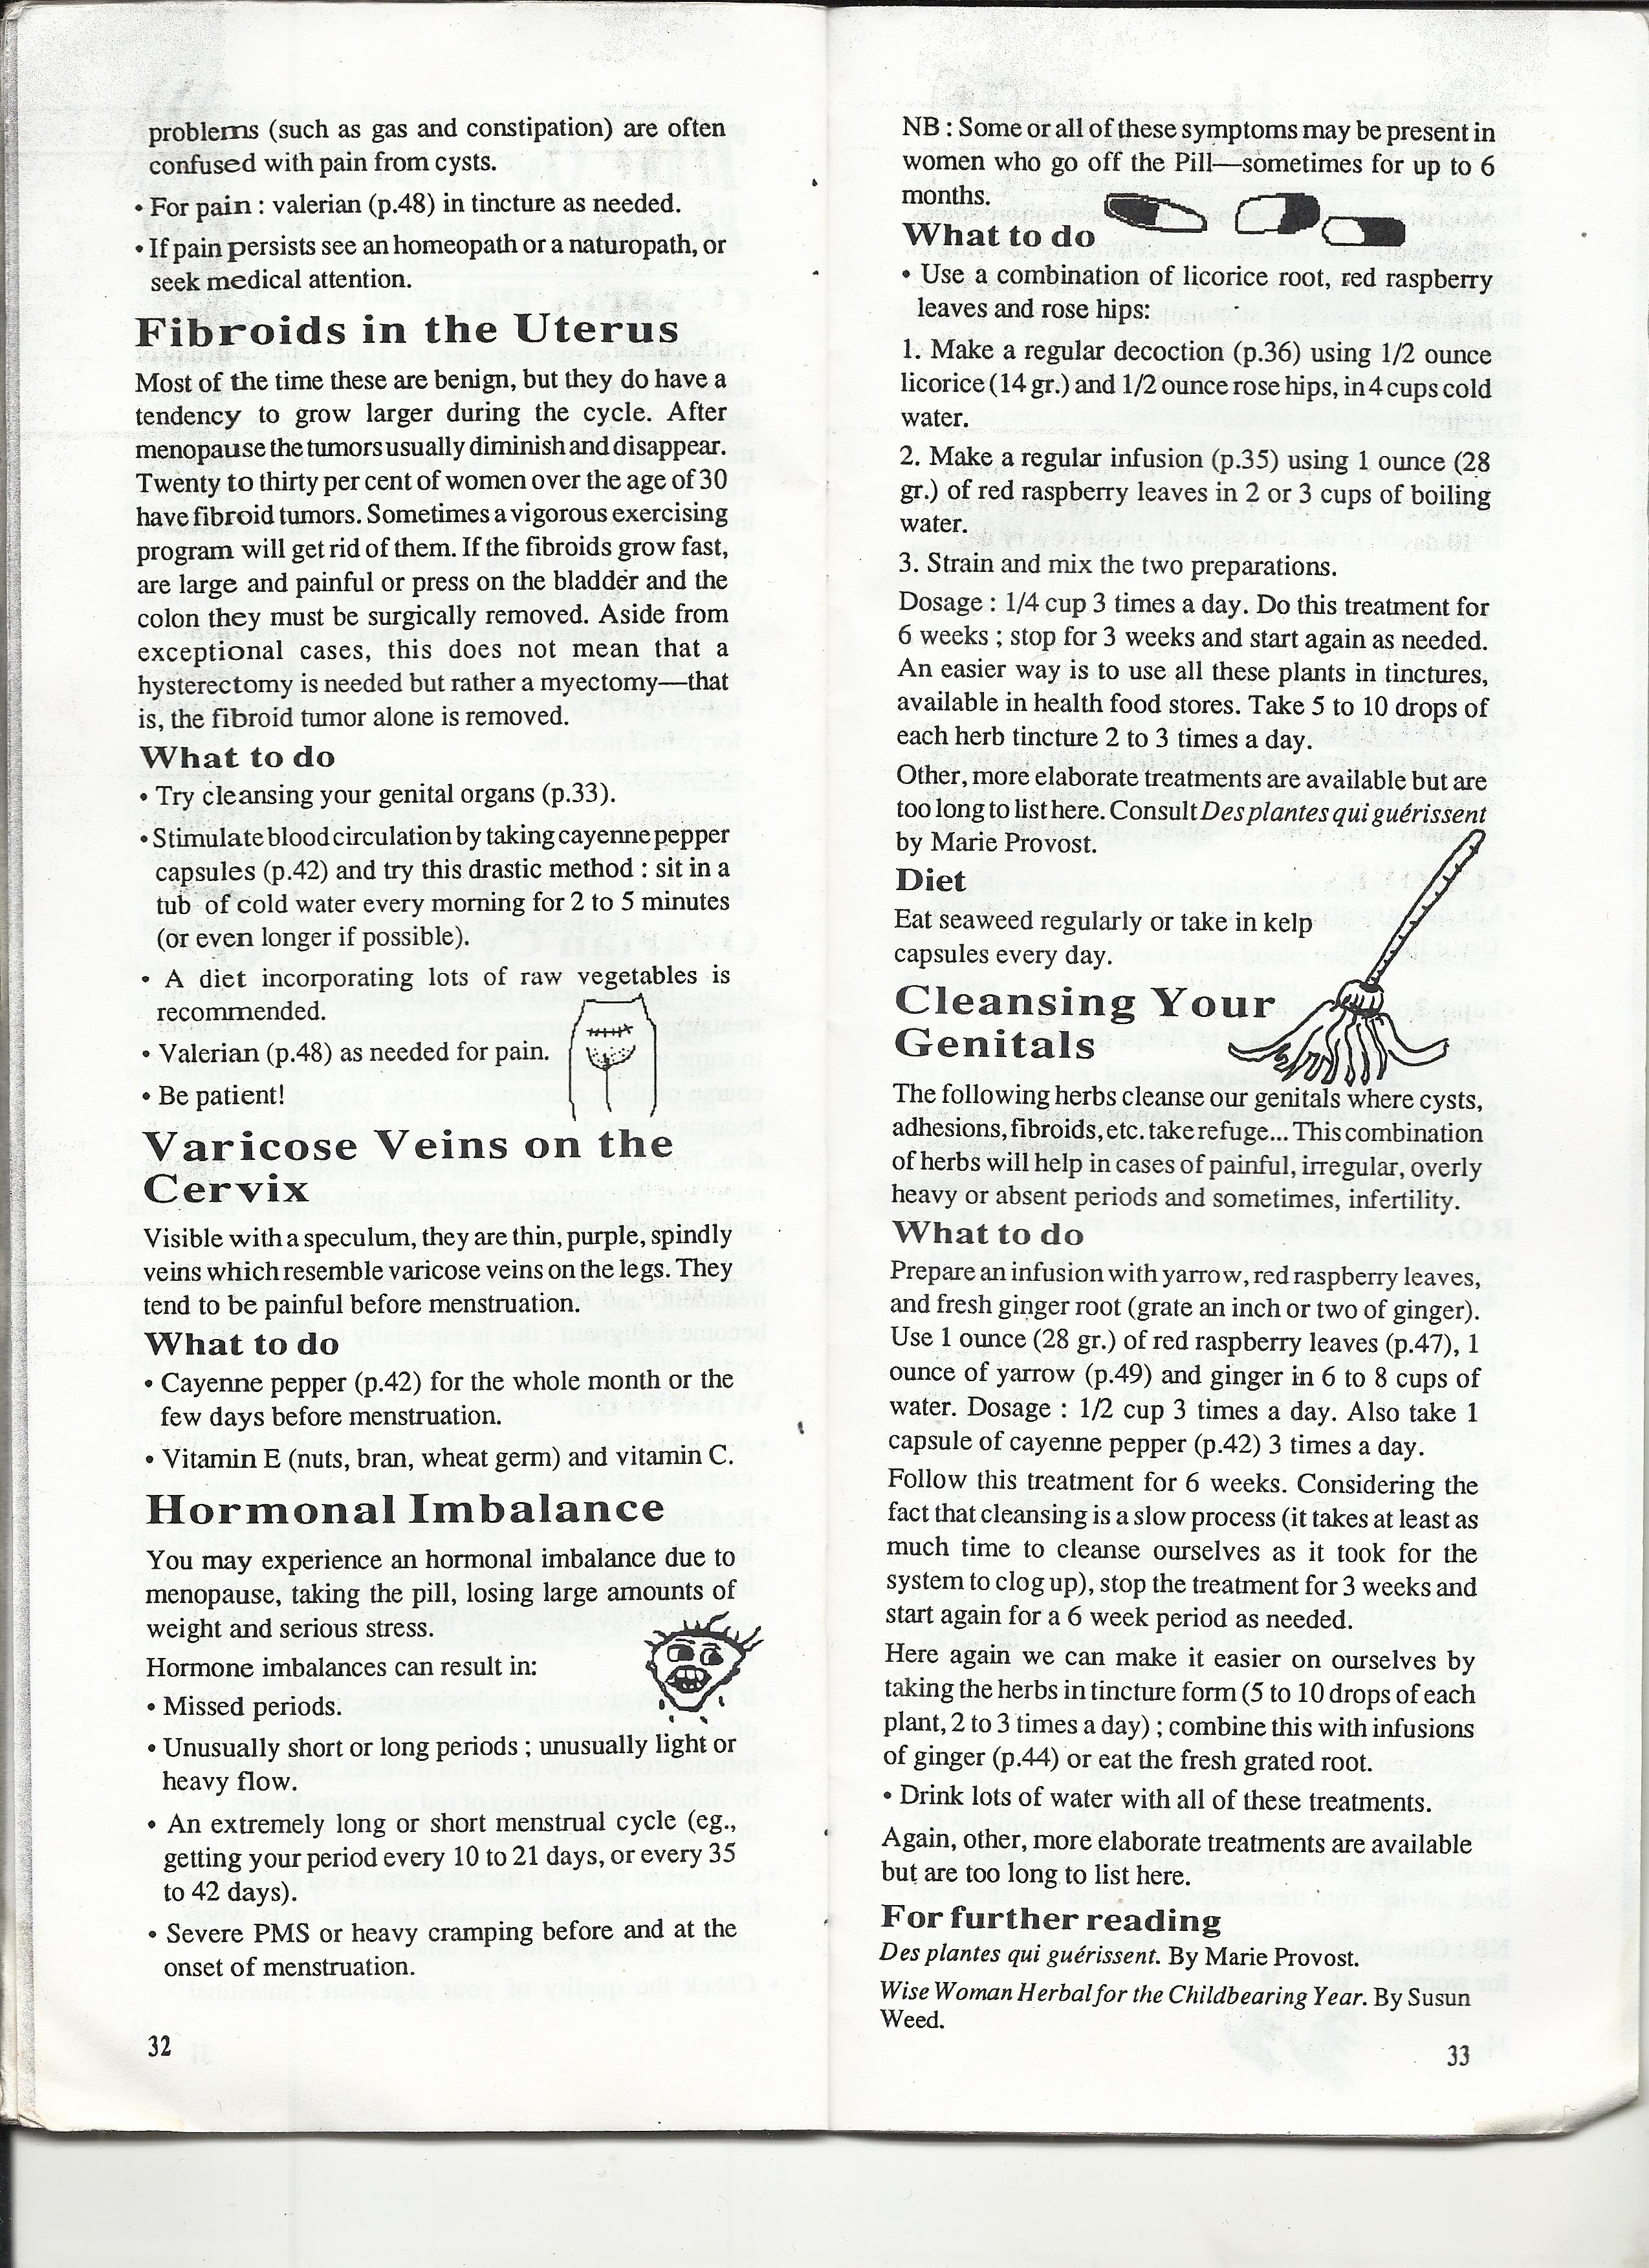 problems (such as gas and constipation) are often
confused with pain from cysts.
• For pain : valerian (p.48) in tincture as needed.
• If pain persists see an homeopath or a naturopath, or
seek medical attention.
Fibroids in the Uterus
Most of the time these are benign, but they do have a
tendency to grow larger during the cycle. After
menopause the tumors usually diminish and disappear.
Twenty to thirty per cent of women over the age of 30
have fibroid tumors. Sometimes a vigorous exercising
program will get rid of them. If the fibroids grow fast,
are large and painful or press on the bladder and the
colon they must be surgically removed. Aside from
exceptional cases, this does not mean that a
hysterectomy is needed but rather a myectomy—that
is, the fibroid tumor alone is removed.
What to do
• Try cleansing your genital organs (p.33).
• Stimulate blood circulation by taking cayenne pepper
capsules (p.42) and try this drastic method : sit in a
tub of cold water every morning for 2 to 5 minutes
(or even longer if possible).
• A diet incorporating lots of raw vegetables is
recommended.
• Valerian (p.48) as needed for pain.
• Be patient!
Varicose Veins on the
Cervix
Visible with a speculum, they are thin, purple, spindly
veins which resemble varicose veins on the legs. They
tend to be painful before menstruation.
What to do
• Cayenne pepper (p.42) for the whole month or the
few days before menstruation.
• Vitamin E (nuts, bran, wheat germ) and vitamin C.
Hormonal Imbalance
You may experience an hormonal imbalance due to
menopause, taking the pill, losing large amounts of
weight and serious stress.
Hormone imbalances can result in:
• Missed periods.
• Unusually short or long periods ; unusually light or
heavy flow.
• An extremely long or short menstrual cycle (eg.,
getting your period every 10 to 21 days, or every 35
to 42 days).
• Severe PMS or heavy cramping before and at the
onset of menstruation.
32
NB : Some or all of these symptoms may be present in
women who go off the Pill—sometimes for up to 6
months.
What to do
• Use a combination of licorice root, red raspberry
leaves and rose hips:
1. Make a regular decoction (p.36) using 1/2 ounce
licorice (14 gr.) and 1/2 ounce rose hips, in 4 cups cold
water.
2. Make a regular infusion (p.35) using 1 ounce (28
gr.) of red raspberry leaves in 2 or 3 cups of boiling
water.
3. Strain and mix the two preparations.
Dosage : 1/4 cup 3 times a day. Do this treatment for
6 weeks ; stop for 3 weeks and start again as needed.
An easier way is to use all these plants in tinctures,
available in health food stores. Take 5 to 10 drops of
each herb tincture 2 to 3 times a day.
Other, more elaborate treatments are available but are
too long to list here. Consult Des plantes qui guérissent
by Marie Provost.
Diet
Eat seaweed regularly or take in kelp
capsules every day.
Cleansing Your
Genitals
The following herbs cleanse our genitals where cysts,
adhesions, fibroids, etc. take refuge... This combination
of herbs will help in cases of painful, irregular, overly
heavy or absent periods and sometimes, infertility.
What to do
Prepare an infusion with yarrow, red raspberry leaves,
and fresh ginger root (grate an inch or two of ginger).
Use 1 ounce (28 gr.) of red raspberry leaves (p.47), 1
ounce of yarrow (p.49) and ginger in 6 to 8 cups of
water. Dosage : 1/2 cup 3 times a day. Also take 1
capsule of cayenne pepper (p.42) 3 times a day.
Follow this treatment for 6 weeks. Considering the
fact that cleansing is a slow process (it takes at least as
much time to cleanse ourselves as it took for the
system to clog up), stop the treatment for 3 weeks and
start again for a 6 week period as needed.
Here again we can make it easier on ourselves by
taking the herbs in tincture form (5 to 10 drops of each
plant, 2 to 3 times a day) ; combine this with infusions
of ginger (p.44) or eat the fresh grated root.
• Drink lots of water with all of these treatments.
Again, other, more elaborate treatments are available
but are too long to list here.
For further reading
Des plantes qui guérissent. By Marie Provost.
Wise Woman Herbal for the Childbearing Year. By Susun
Weed.
33